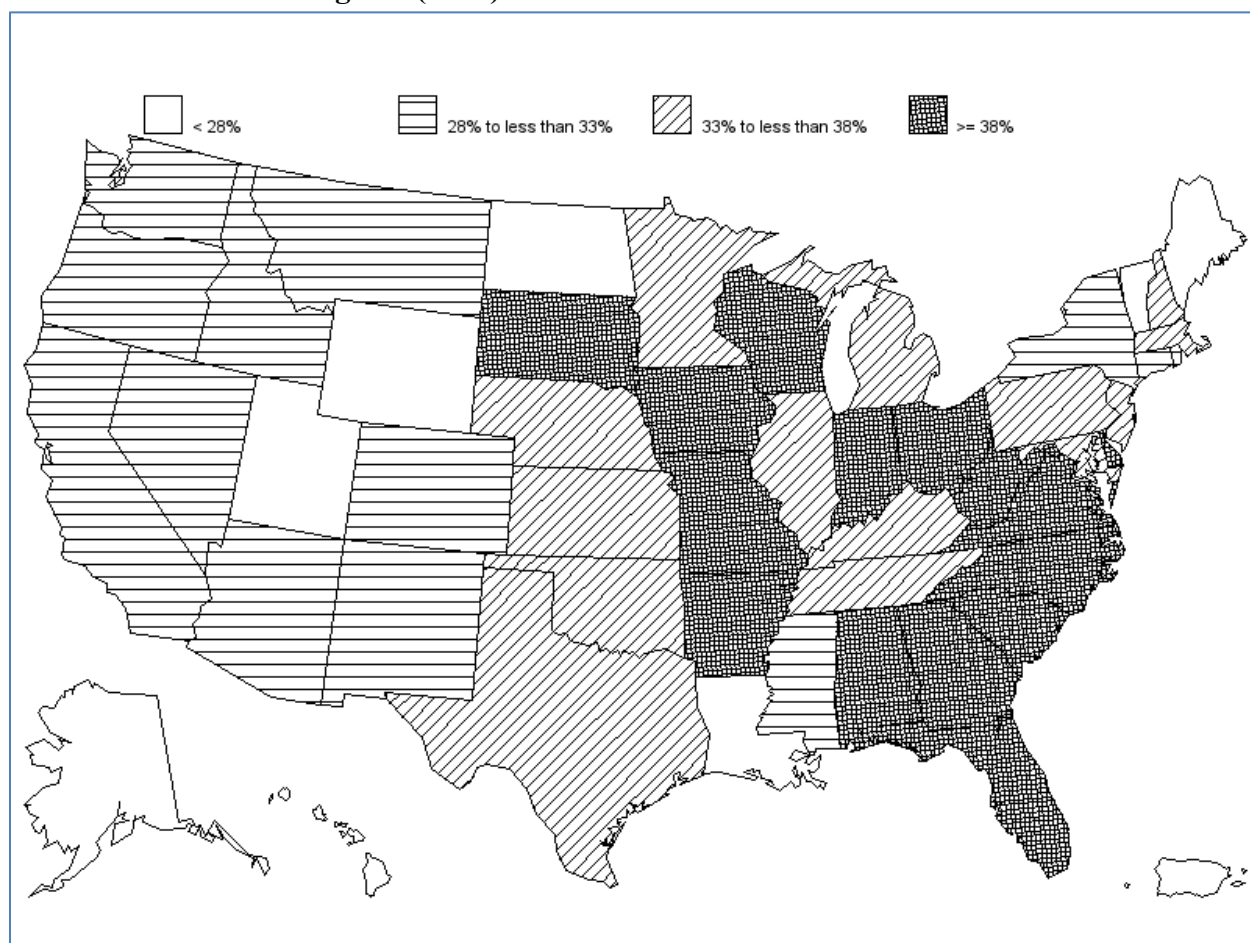 < 28%
28% to less than 33%
33% to less than 38%
>= 38%